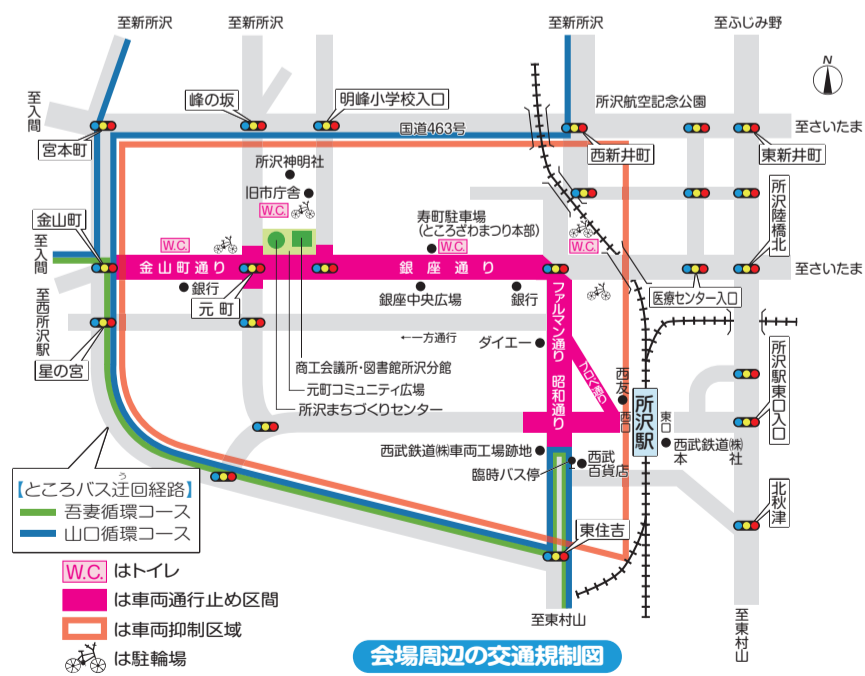 至新所沢
至新所沢
至新所沢
至ふじみ野
N
至入間
峰の坂
明峰小学校入口
所沢航空記念公園
国道463号
至さいたま
宮本町
西新井町
東新井町
所沢神明社
旧市庁舎
W.C.
金山町
W.C.
寿町駐車場
(ところざわまつり本部)
W.C.
W.C.
所沢陸橋北
至入間
金山町通り
銀座通り
至さいたま
銀行
元町
銀座中央広場
銀行
医療センター入口
至西所沢駅
ファルマン通り
←一方通行
ダイエー
星の宮
商工会議所・図書館所沢分館
元町コミュニティ広場
所沢まちづくりセンター
昭和通り
プロペ通り
西友
西口
所沢駅
東口
所沢駅東口入口
西武鉄道㈱車両工場跡地
西武百貨店
臨時バス停
西武鉄道㈱本社
北秋津
【ところバス迂回経路】
う
吾妻循環コース
山口循環コース
東住吉
W.C. はトイレ
は車両通行止め区間
は車両抑制区域
は駐輪場
至東村山
至東村山
会場周辺の交通規制図